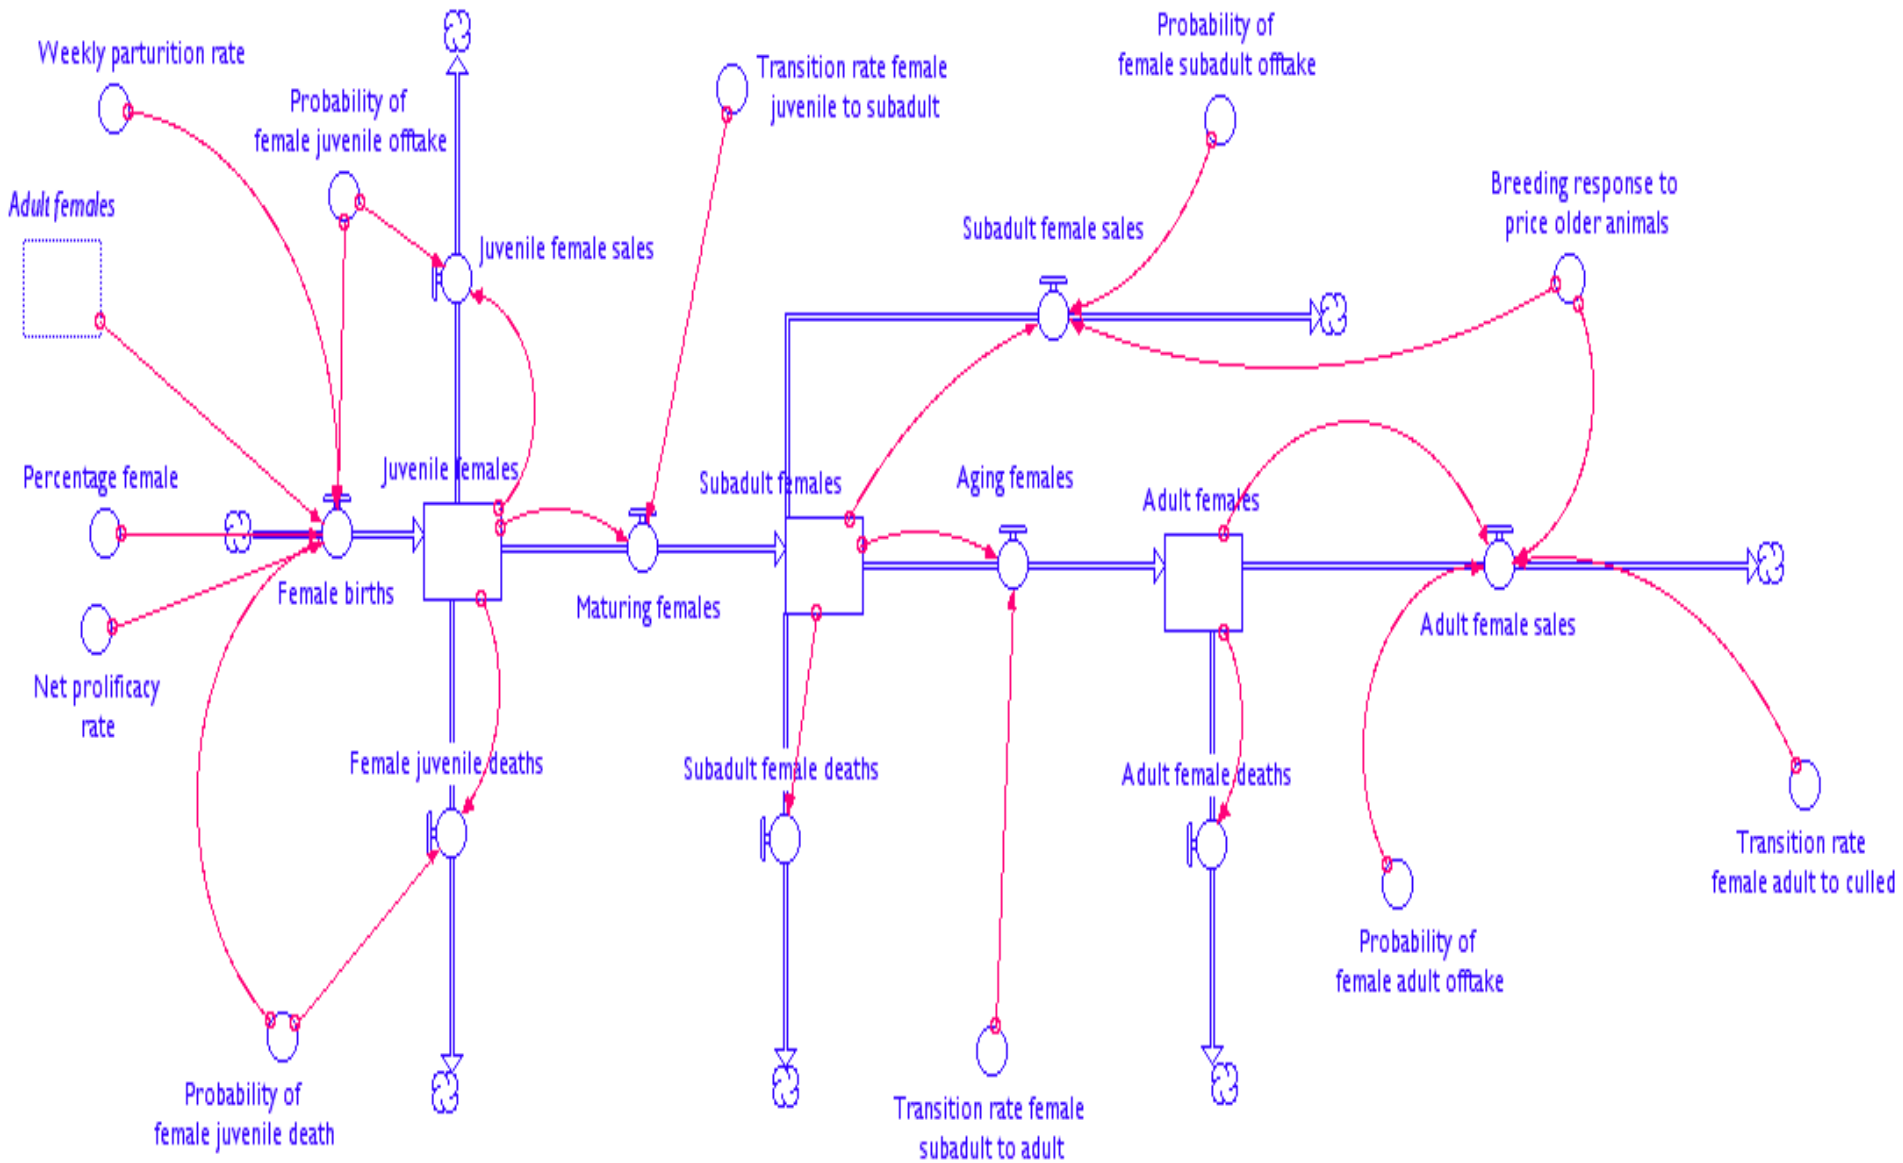 Weekly parturition rate
Probability of
female juvenile offtake
Transition rate female
juvenile to subadult
Probability of
female subadult offtake
Breeding response to
price older animals
Adult females
Juvenile female sales
Subadult female sales
Percentage female
Juvenile females
Subadult females
Aging females
Adult females
Female births
Maturing females
Adult female sales
Net prolificacy
rate
Female juvenile deaths
Subadult female deaths
Adult female deaths
Transition rate
female adult to culled
Probability of
female adult offtake
Probability of
female juvenile death
Transition rate female
subadult to adult